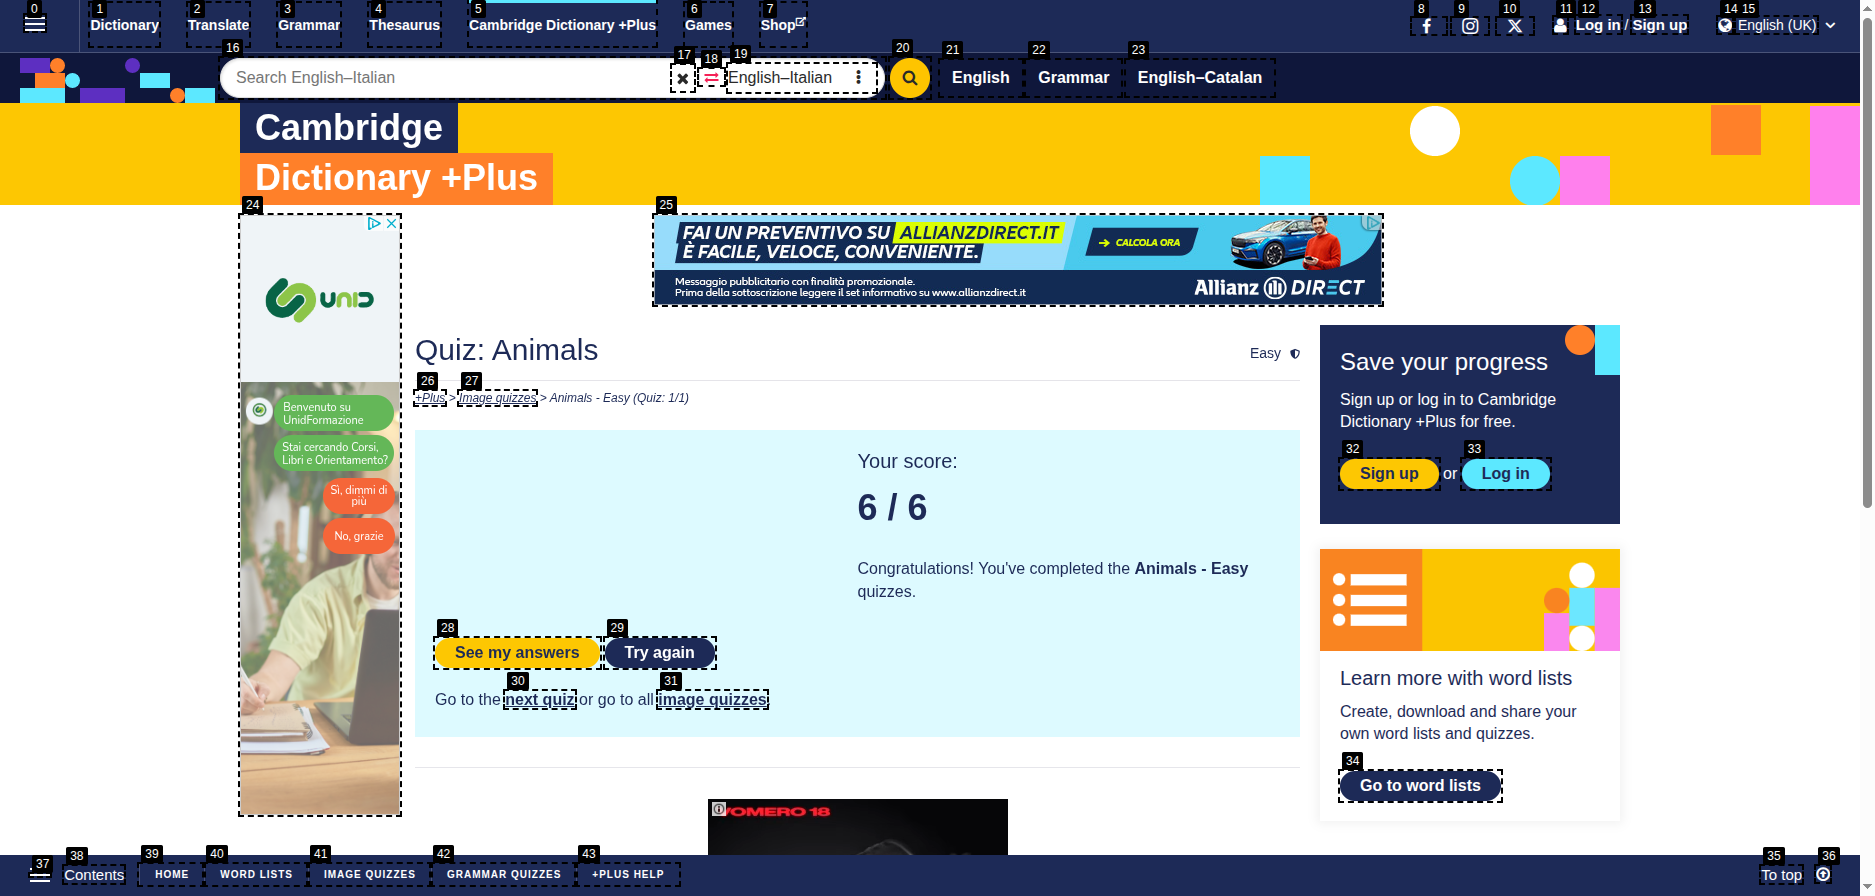 0 1 2 3 4 5 6 7 8 9 10 11 12 13 14 15
Dictionary Translate Grammar Thesaurus Cambridge Dictionary +Plus Games Shop Log in / Sign up English (UK)
16 17 18 19 20 21 22 23
Search English–Italian English–Italian English Grammar English–Catalan
Cambridge
Dictionary +Plus
24 25
FAI UN PREVENTIVO SU ALLIANZDIRECT.IT
È FACILE, VELOCE, CONVENIENTE.
CALCOLA ORA
Messaggio pubblicitario con finalità promozionale.
Prima della sottoscrizione leggere il set informativo su www.allianzdirect.it
Allianz DIRECT
UNID
Benvenuto su
UnidFormazione
Stai cercando Corsi,
Libri e Orientamento?
Sì, dimmi di
più
No, grazie
Quiz: Animals
Easy
26 27
+Plus > Image quizzes > Animals - Easy (Quiz: 1/1)
Your score:
6 / 6
Congratulations! You've completed the Animals - Easy
quizzes.
28 29
See my answers Try again
30 31
Go to the next quiz or go to all image quizzes
Save your progress
Sign up or log in to Cambridge
Dictionary +Plus for free.
32 33
Sign up or Log in
Learn more with word lists
Create, download and share your
own word lists and quizzes.
34
Go to word lists
VOMERO 18
37 38 39 40 41 42 43 35 36
Contents HOME WORD LISTS IMAGE QUIZZES GRAMMAR QUIZZES +PLUS HELP To top